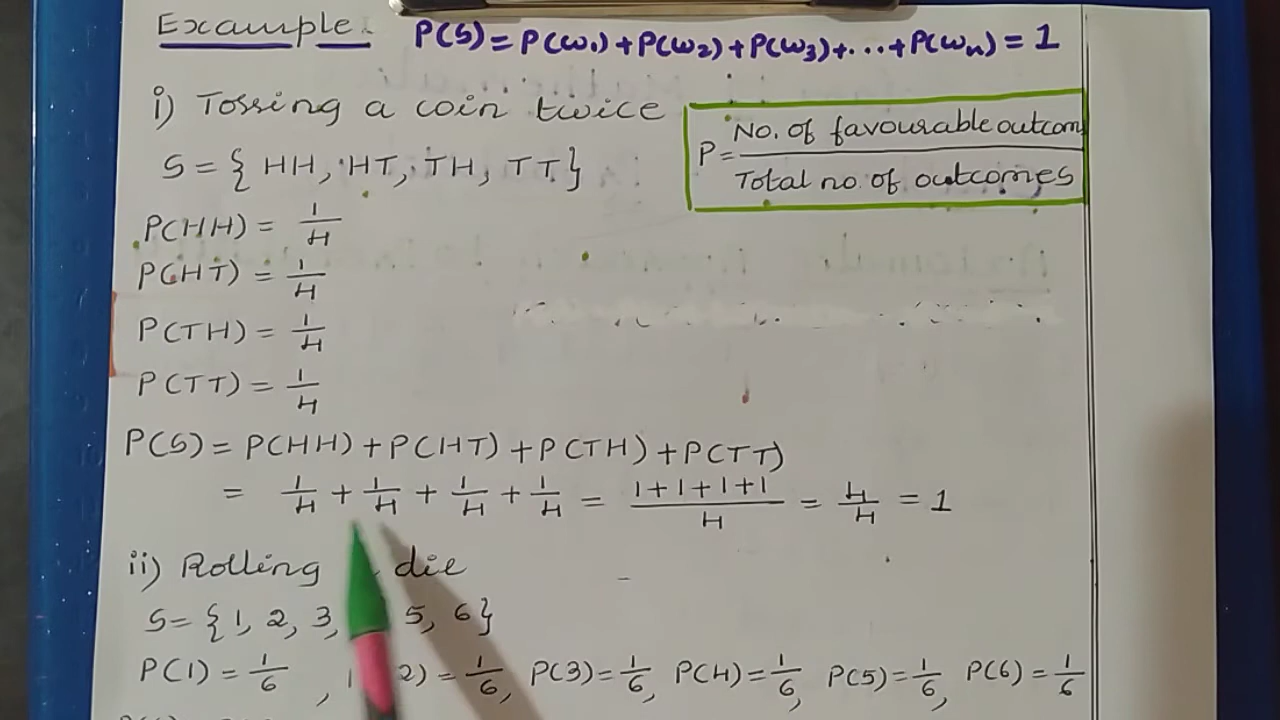 Example:
P(S) = P(ω₁) + P(ω₂) + P(ω₃) + ... + P(ωₙ) = 1
i) Tossing a coin twice
P = No. of favourable outcom / Total no. of outcomes
S = { HH, HT, TH, TT }
P(HH) = 1/4
P(HT) = 1/4
P(TH) = 1/4
P(TT) = 1/4
P(S) = P(HH) + P(HT) + P(TH) + P(TT)
= 1/4 + 1/4 + 1/4 + 1/4 = 1+1+1+1/4 = 4/4 = 1
ii) Rolling die
S = { 1, 2, 3, 5, 6 }
P(1) = 1/6 , 2) = 1/6, P(3) = 1/6, P(4) = 1/6, P(5) = 1/6, P(6) = 1/6